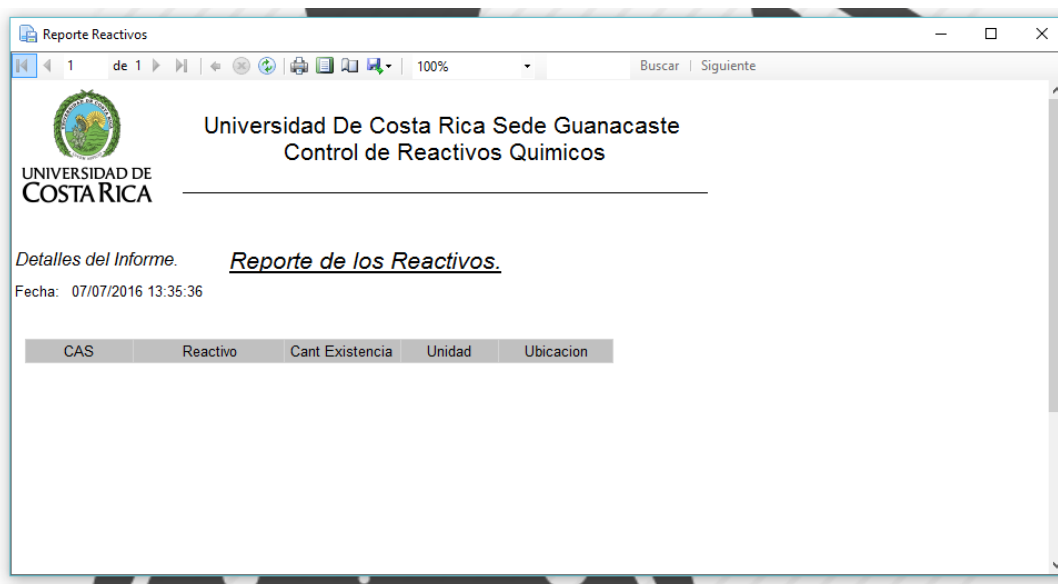 Reporte Reactivos
1 de 1 100% Buscar | Siguiente
UNIVERSIDAD DE
COSTA RICA
Universidad De Costa Rica Sede Guanacaste
Control de Reactivos Quimicos
Detalles del Informe. Reporte de los Reactivos.
Fecha: 07/07/2016 13:35:36
CAS Reactivo Cant Existencia Unidad Ubicacion